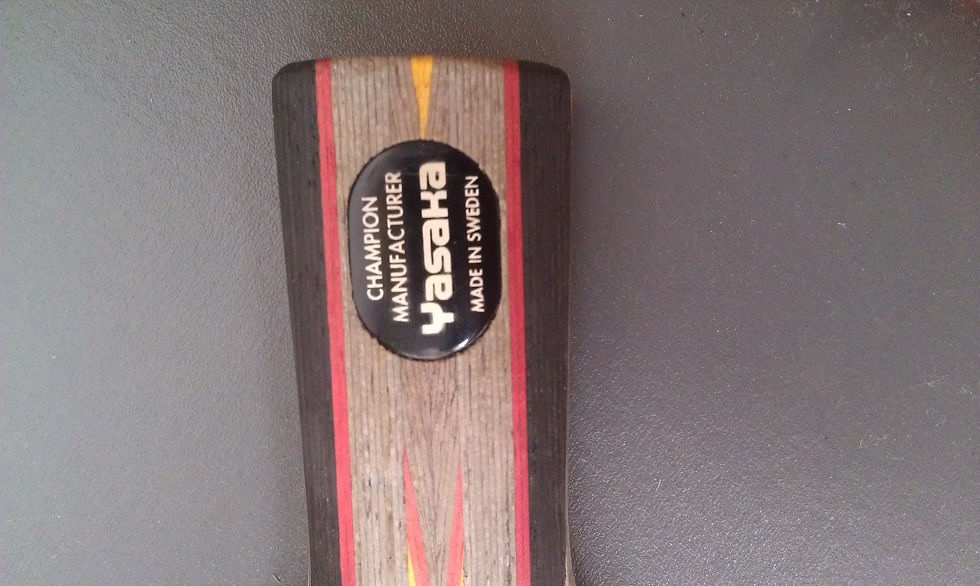 CHAMPION
MANUFACTURER
Yasaka
MADE IN SWEDEN